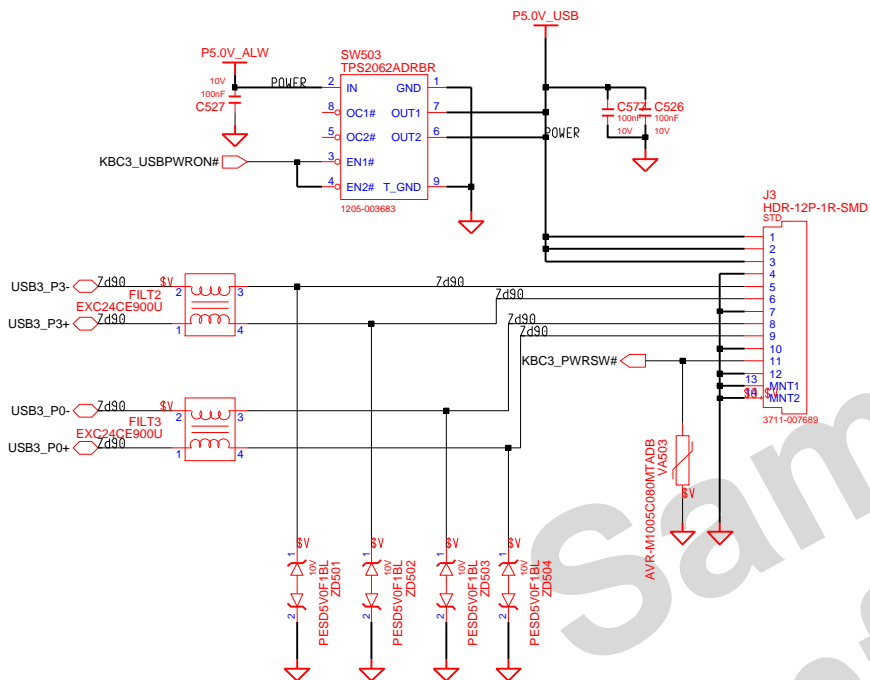 P5.0V_USB
P5.0V_ALW
SW503
TPS2062ADRBR
10V
100nF
C527
POWER
2 IN GND 1
8 OC1# OUT1 7
5 OC2# OUT2 6
3 EN1#
4 EN2# T_GND 9
1205-003683
KBC3_USBPWRON#
POWER
C577 C526
100nF 100nF
10V 10V
J3
HDR-12P-1R-SMD
STD
1
2
3
4
5
6
7
8
9
10
11
12
13 MNT1
14 MNT2
$V
3711-007689
USB3_P3- 7d90 $V 2 3 7d90
FILT2
EXC24CE900U
USB3_P3+ 7d90 1 4 7d90
7d90
7d90
KBC3_PWRSW#
USB3_P0- 7d90 $V 2 3
FILT3
EXC24CE900U
USB3_P0+ 7d90 1 4
AVR-M1005C080MTADB
VA503
$V
$V 1 2 10V PESD5V0F1BL ZD501
$V 1 2 10V PESD5V0F1BL ZD502
$V 1 2 10V PESD5V0F1BL ZD503
$V 1 2 10V PESD5V0F1BL ZD504
Sam